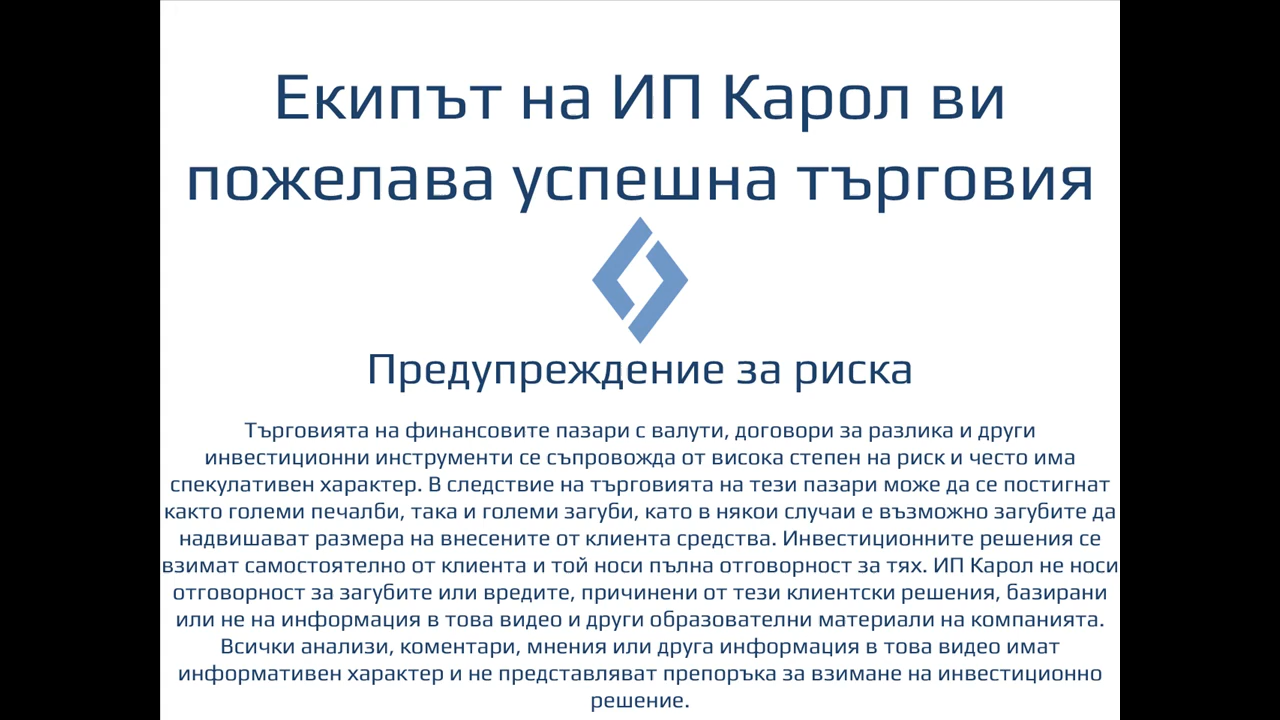 Екипът на ИП Карол ви
пожелава успешна търговия
Предупреждение за риска
Търговията на финансовите пазари с валути, договори за разлика и други
инвестиционни инструменти се съпровожда от висока степен на риск и често има
спекулативен характер. В следствие на търговията на тези пазари може да се постигнат
както големи печалби, така и големи загуби, като в някои случаи е възможно загубите да
надвишават размера на внесените от клиента средства. Инвестиционните решения се
взимат самостоятелно от клиента и той носи пълна отговорност за тях. ИП Карол не носи
отговорност за загубите или вредите, причинени от тези клиентски решения, базирани
или не на информация в това видео и други образователни материали на компанията.
Всички анализи, коментари, мнения или друга информация в това видео имат
информативен характер и не представляват препоръка за взимане на инвестиционно
решение.